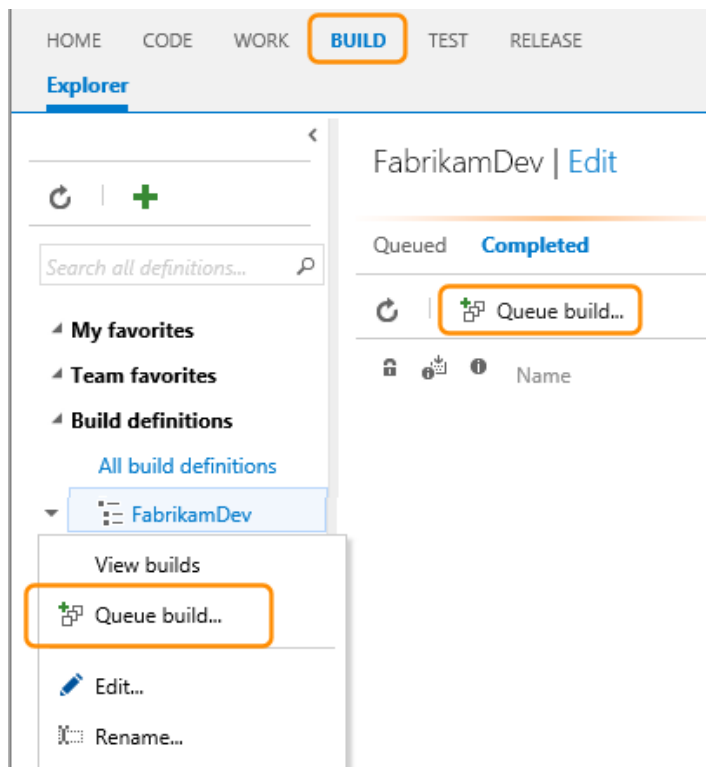 HOME CODE WORK BUILD TEST RELEASE
Explorer
FabrikamDev | Edit
Search all definitions...
Queued Completed
Queue build...
My favorites
Team favorites
Build definitions
All build definitions
FabrikamDev
Name
View builds
Queue build...
Edit...
Rename...